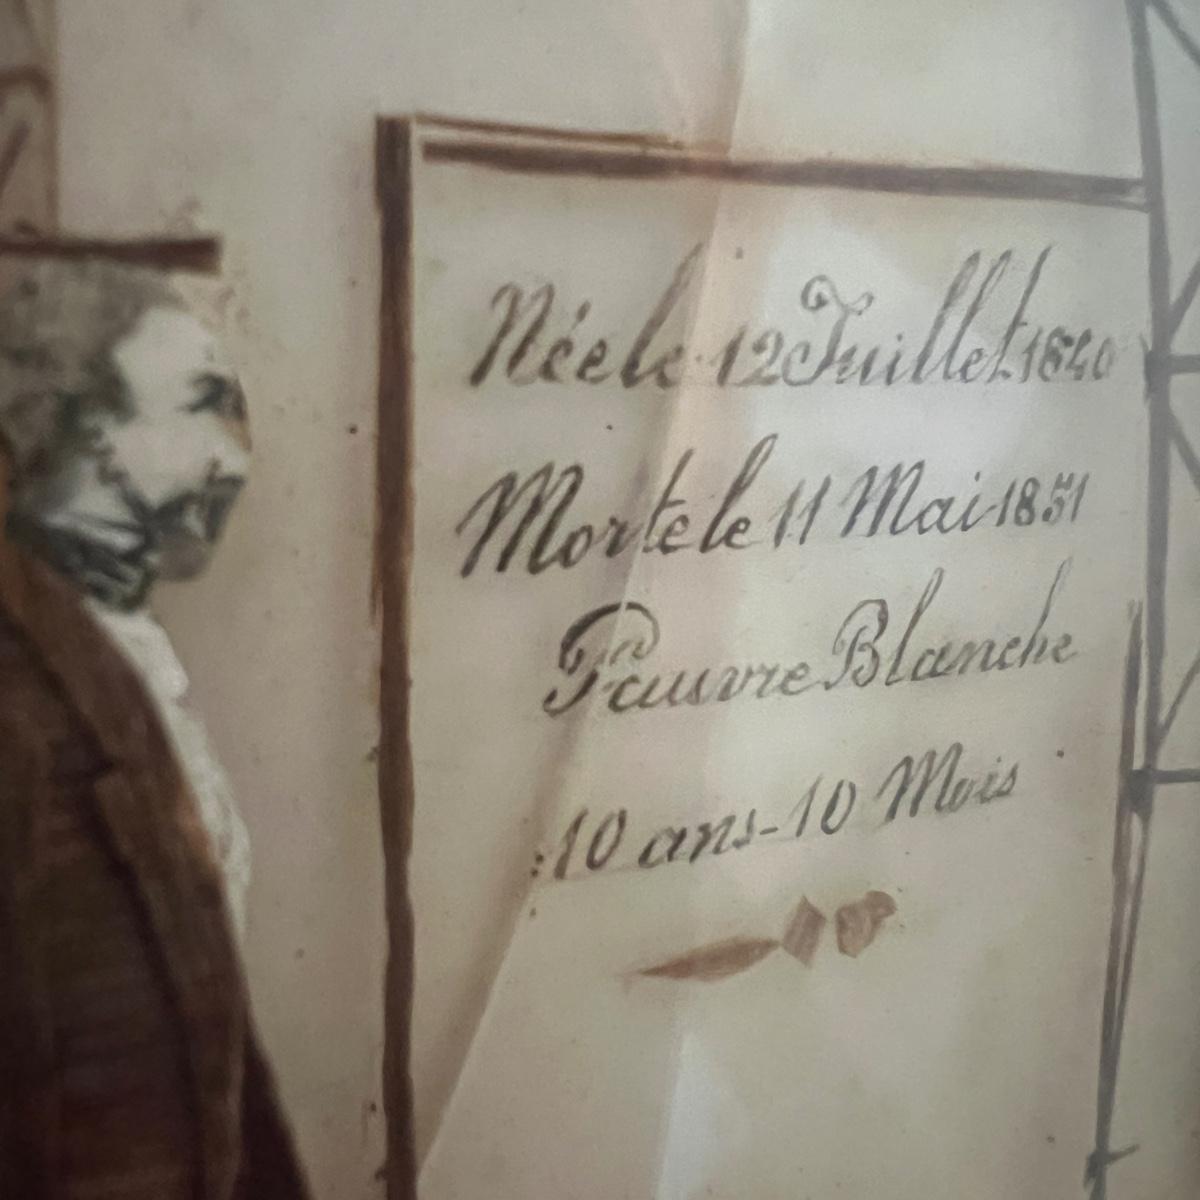 Née le 12 Juillet 1840
Morte le 11 Mai 1851
Pauvre Blanche
10 ans - 10 Mois